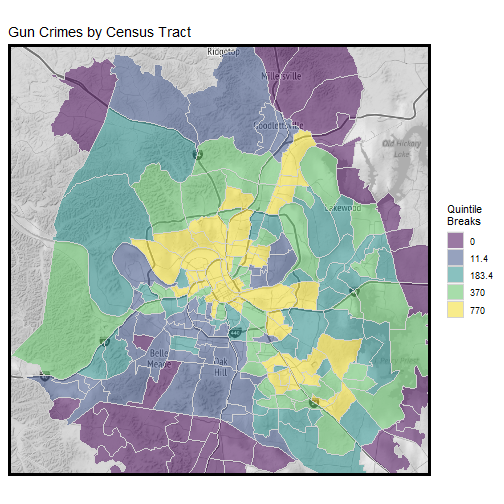 Gun Crimes by Census Tract
Ridgetop
Millersville
Goodlettsville
Old Hickory
Lake
Lakewood
Belle
Meade
Oak
Hill
Quintile
Breaks
0
11.4
183.4
370
770